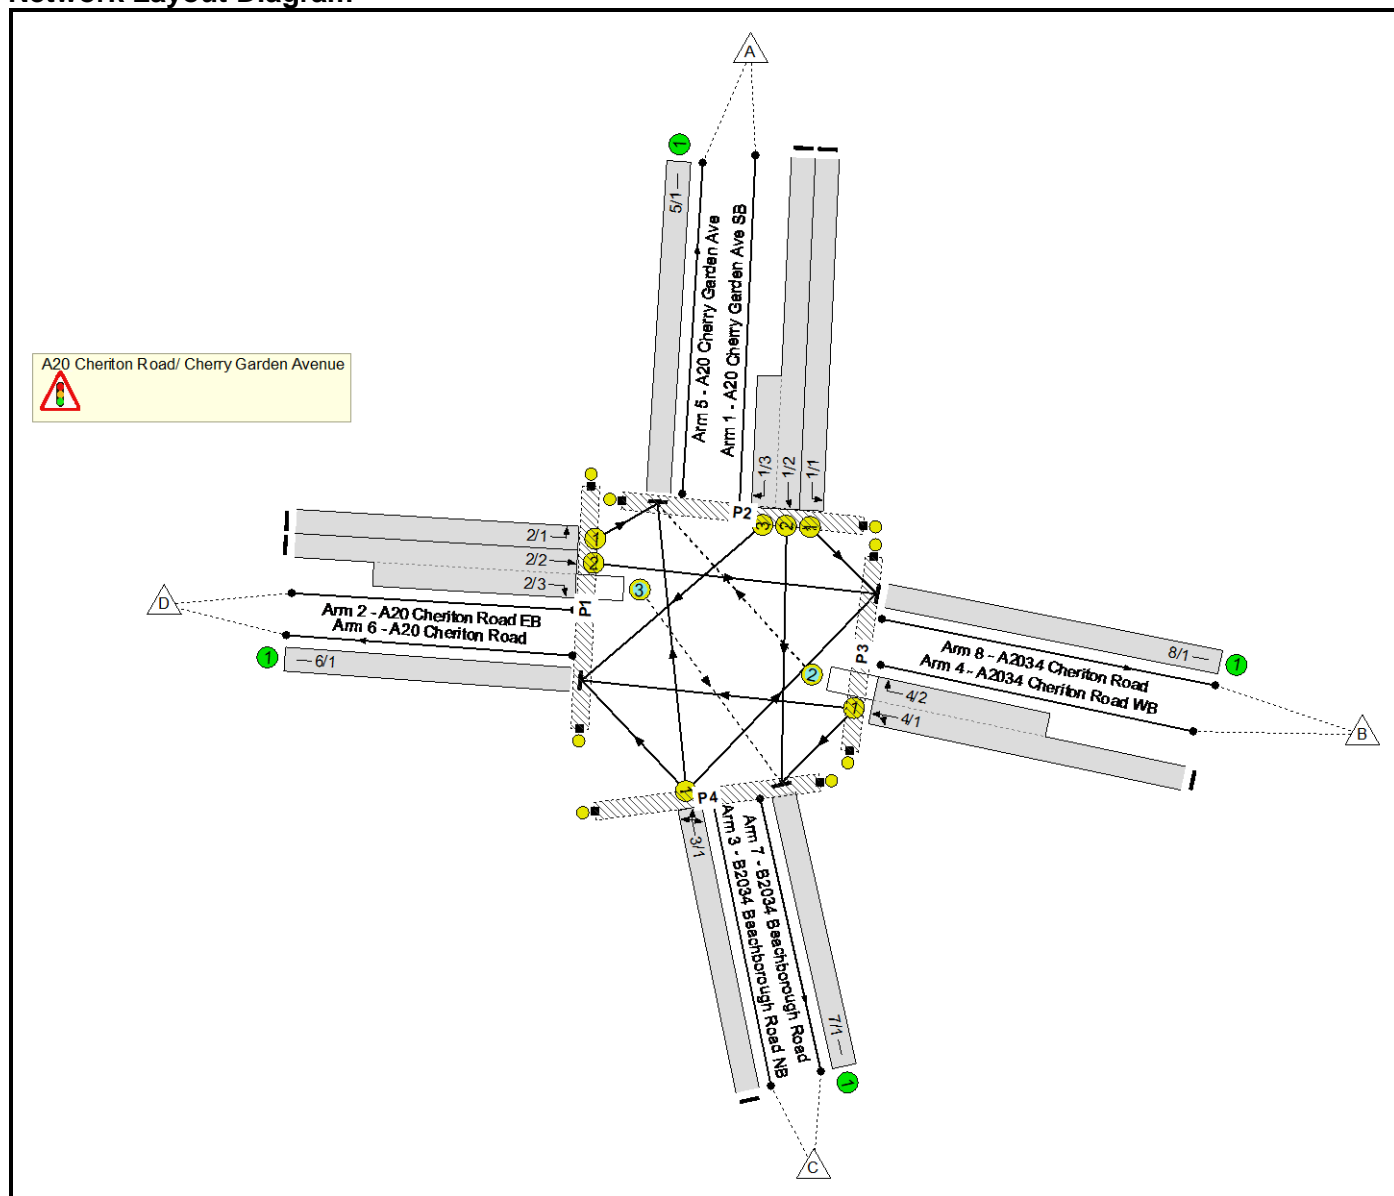 Network Layout Diagram
A
1
5/1
Arm 5 - A20 Cherry Garden Ave
Arm 1 - A20 Cherry Garden Ave SB
1/3
1/2
1/1
A20 Cheriton Road/ Cherry Garden Avenue
P2
3
2
1
2/1
1
2/2
2
2/3
3
P1
D
Arm 2 - A20 Cheriton Road EB
Arm 6 - A20 Cheriton Road
1
6/1
P3
8/1
1
Arm 8 - A2034 Cheriton Road
Arm 4 - A2034 Cheriton Road WB
2
4/2
4/1
1
B
1
P4
3/1
Arm 7 - B2034 Beachborough Road
Arm 3 - B2034 Beachborough Road NB
7/1
1
C